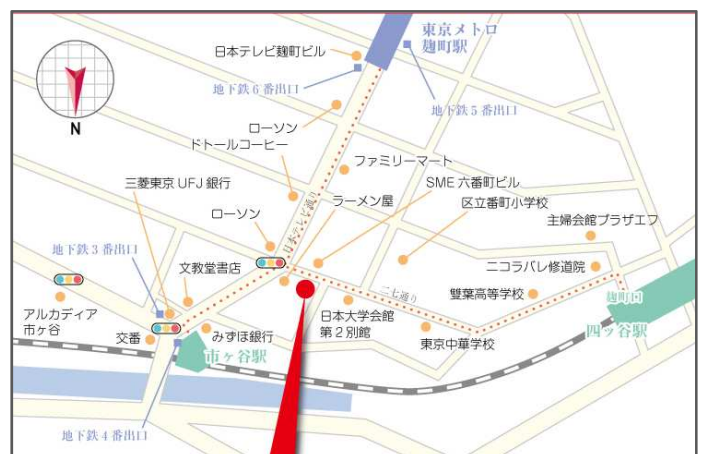 東京メトロ
麹町駅
日本テレビ麹町ビル
地下鉄6番出口
地下鉄5番出口
N
ローソン
ドトールコーヒー
ファミリーマート
三菱東京UFJ銀行
SME六番町ビル
ラーメン屋
区立番町小学校
日本テレビ通り
ローソン
主婦会館プラザエフ
地下鉄3番出口
文教堂書店
ニコラバレ修道院
二七通り
雙葉高等学校
麹町口
アルカディア
市ヶ谷
日本大学会館
第2別館
四ッ谷駅
交番
みずほ銀行
東京中華学校
市ヶ谷駅
地下鉄4番出口